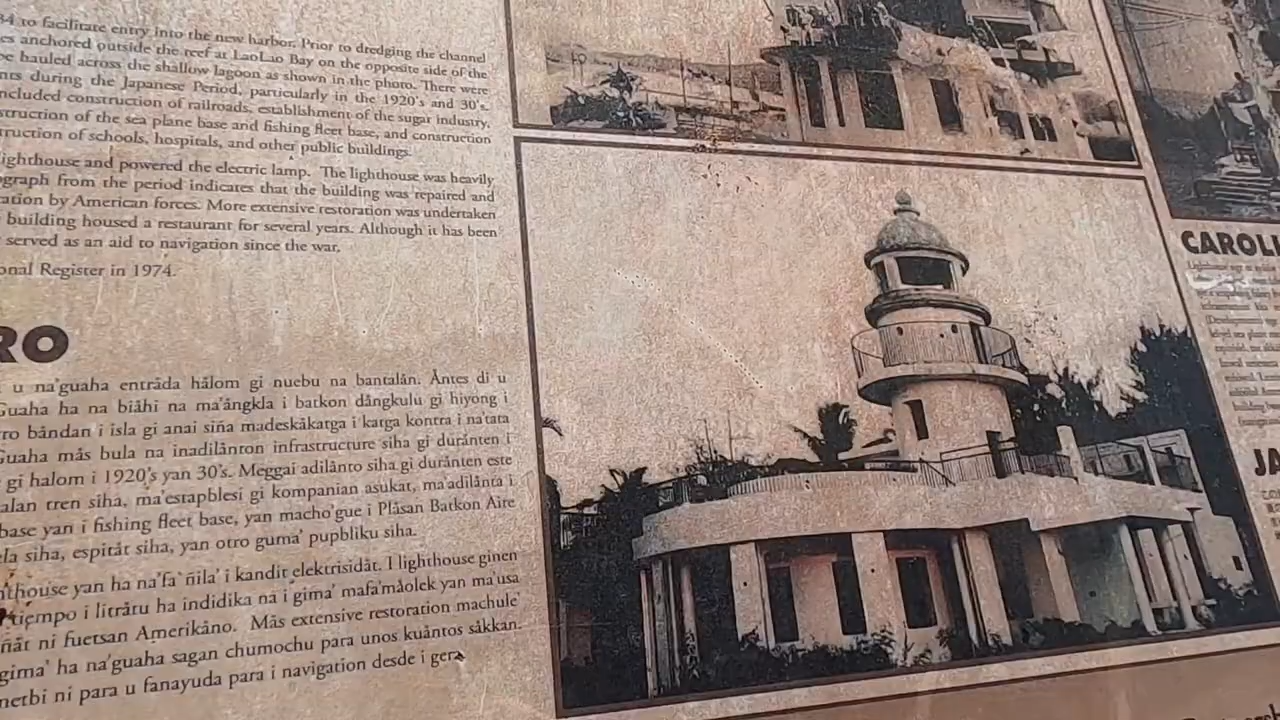 34 to facilitate entry into the new harbor. Prior to dredging the channel
es anchored outside the reef at LaoLao Bay on the opposite side of the
be hauled across the shallow lagoon as shown in the photo. There were
nts during the Japanese Period, particularly in the 1920's and 30's.
ncluded construction of railroads, establishment of the sugar industry,
struction of the sea plane base and fishing fleet base, and construction
truction of schools, hospitals, and other public buildings.
ighthouse and powered the electric lamp. The lighthouse was heavily
ograph from the period indicates that the building was repaired and
ation by American forces. More extensive restoration was undertaken
building housed a restaurant for several years. Although it has been
served as an aid to navigation since the war.
onal Register in 1974.
RO
u na'guaha entråda hålom gi nuebu na bantalån. Åntes di u
Guaha ha na biåhi na ma'ångkla i batkon dångkulu gi hiyong i
ro båndan i isla gi anai siña madeskåkatga i katga kontra i na'tata
Guaha mås bula na inadilånton infrastructure siha gi durånten i
gi halom i 1920's yan 30's. Meggai adilånto siha gi durånten este
alan tren siha, ma'estapblesi gi kompanian asukat, ma'adilånta i
base yan i fishing fleet base, yan macho'gue i Plåsan Batkon Aire
la siha, espitåt siha, yan otro guma' pupbliku siha.
hthouse yan ha na'fa'ñila' i kandit elektrisidåt. I lighthouse ginen
tiempo i litråtu ha indidika na i gima' mafa'måolek yan ma'usa
ñåt ni fuetsan Amerikåno. Mås extensive restoration machule'
gima' ha na'guaha sagan chumochu para unos kuåntos såkkan.
netbi ni para u fanayuda para i navigation desde i gera
CAROLI
JA